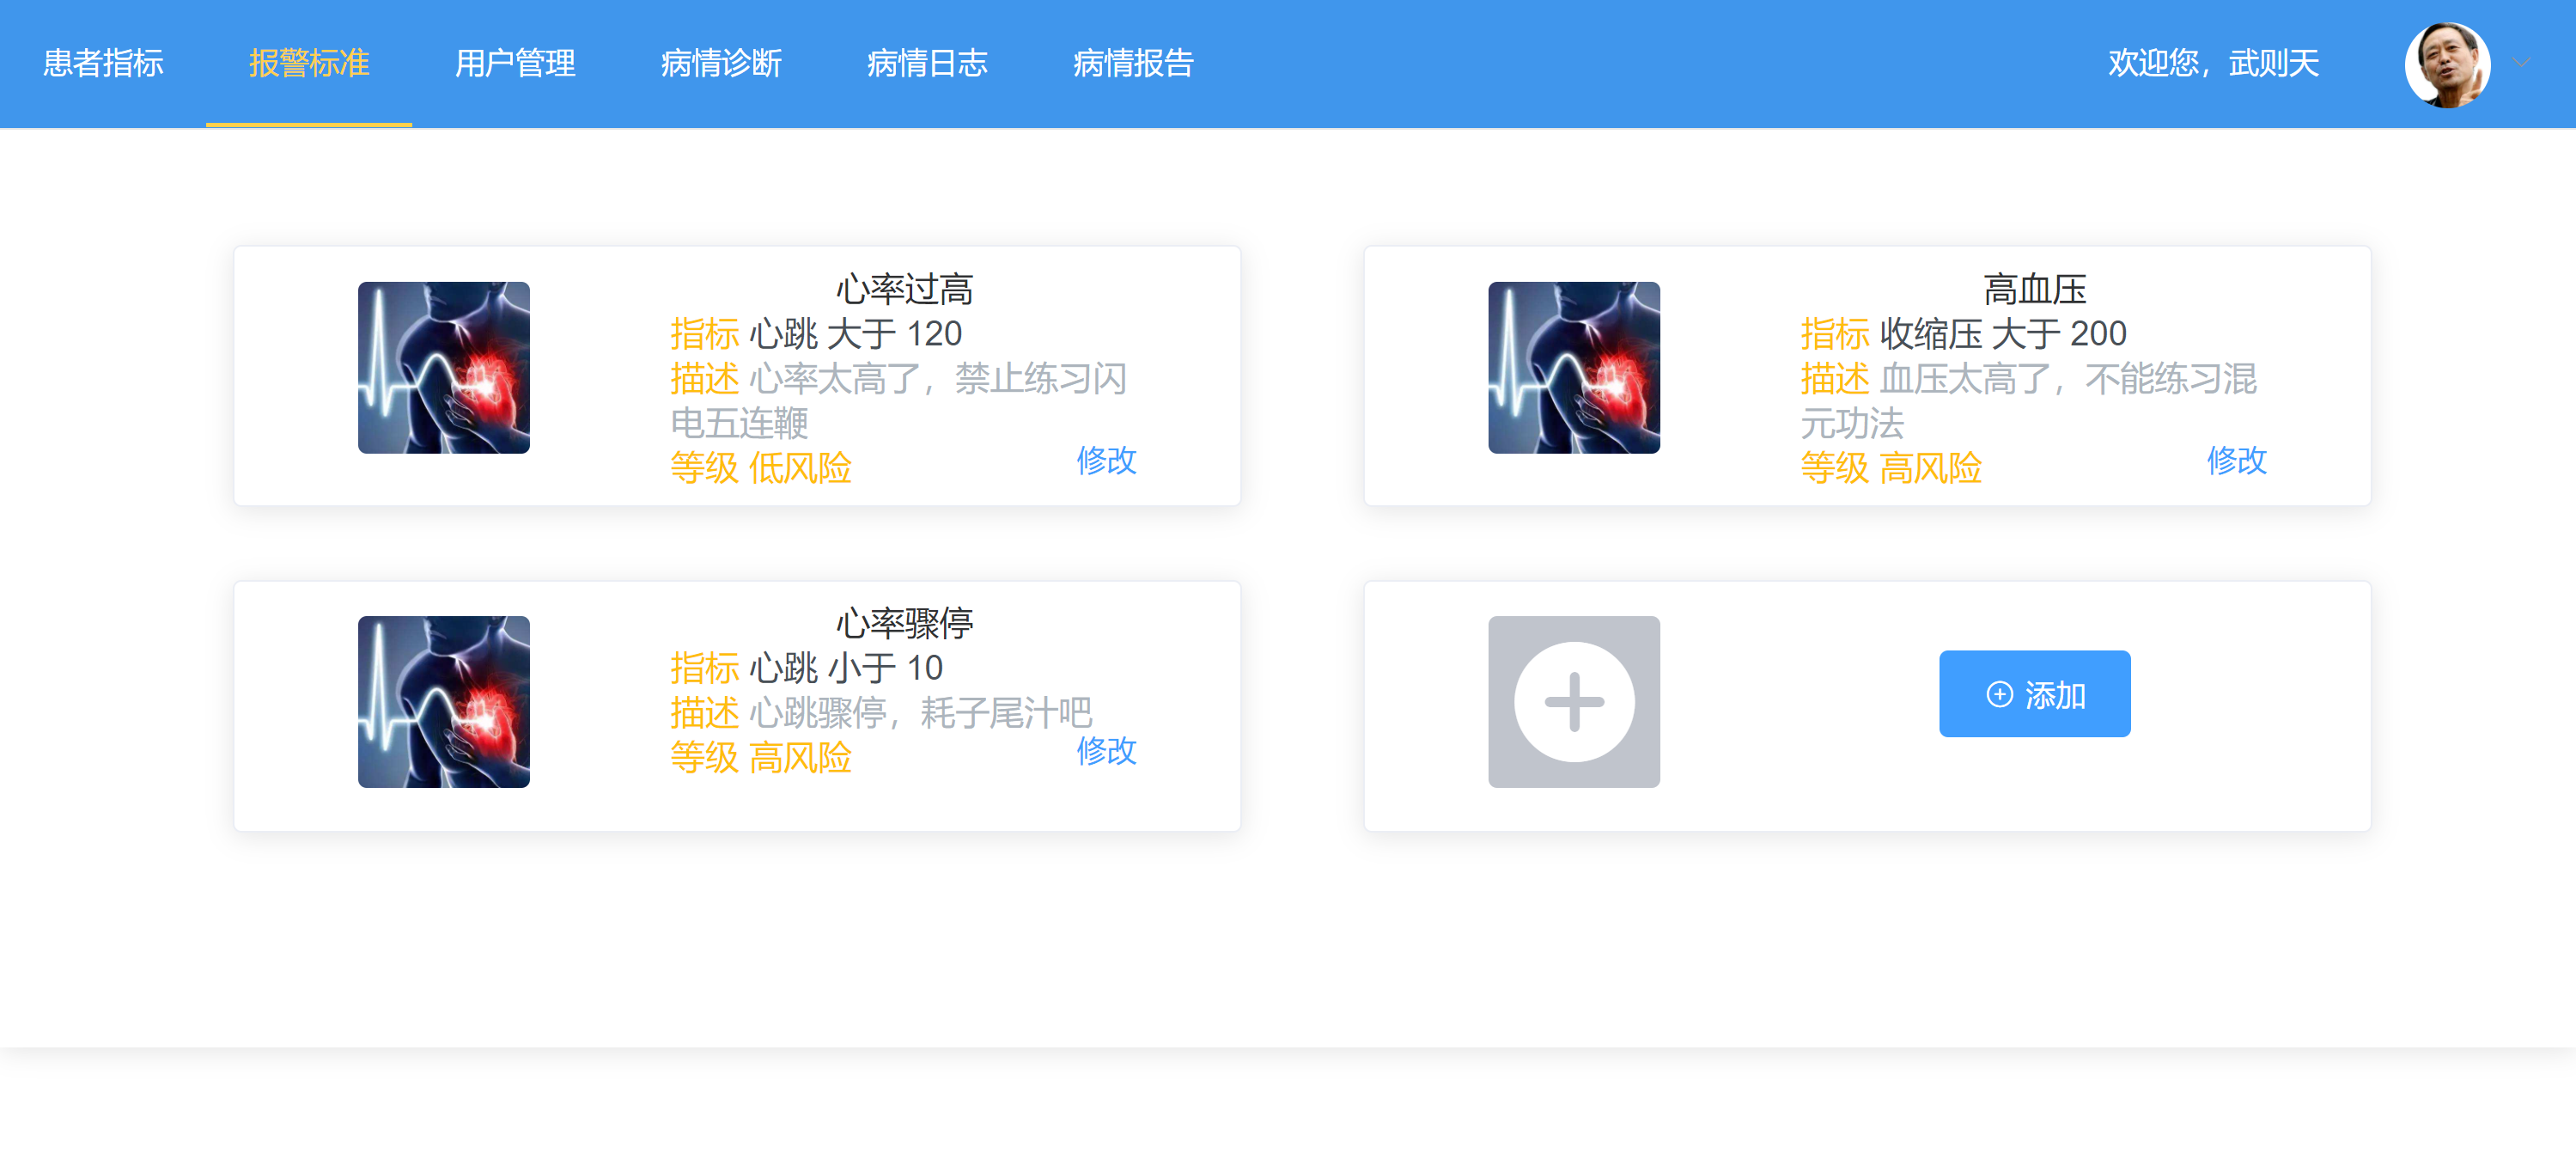 患者指标 报警标准 用户管理 病情诊断 病情日志 病情报告 欢迎您，武则天
心率过高
指标 心跳 大于 120
描述 心率太高了，禁止练习闪
电五连鞭
等级 低风险
修改
高血压
指标 收缩压 大于 200
描述 血压太高了，不能练习混
元功法
等级 高风险
修改
心率骤停
指标 心跳 小于 10
描述 心跳骤停，耗子尾汁吧
等级 高风险
修改
添加